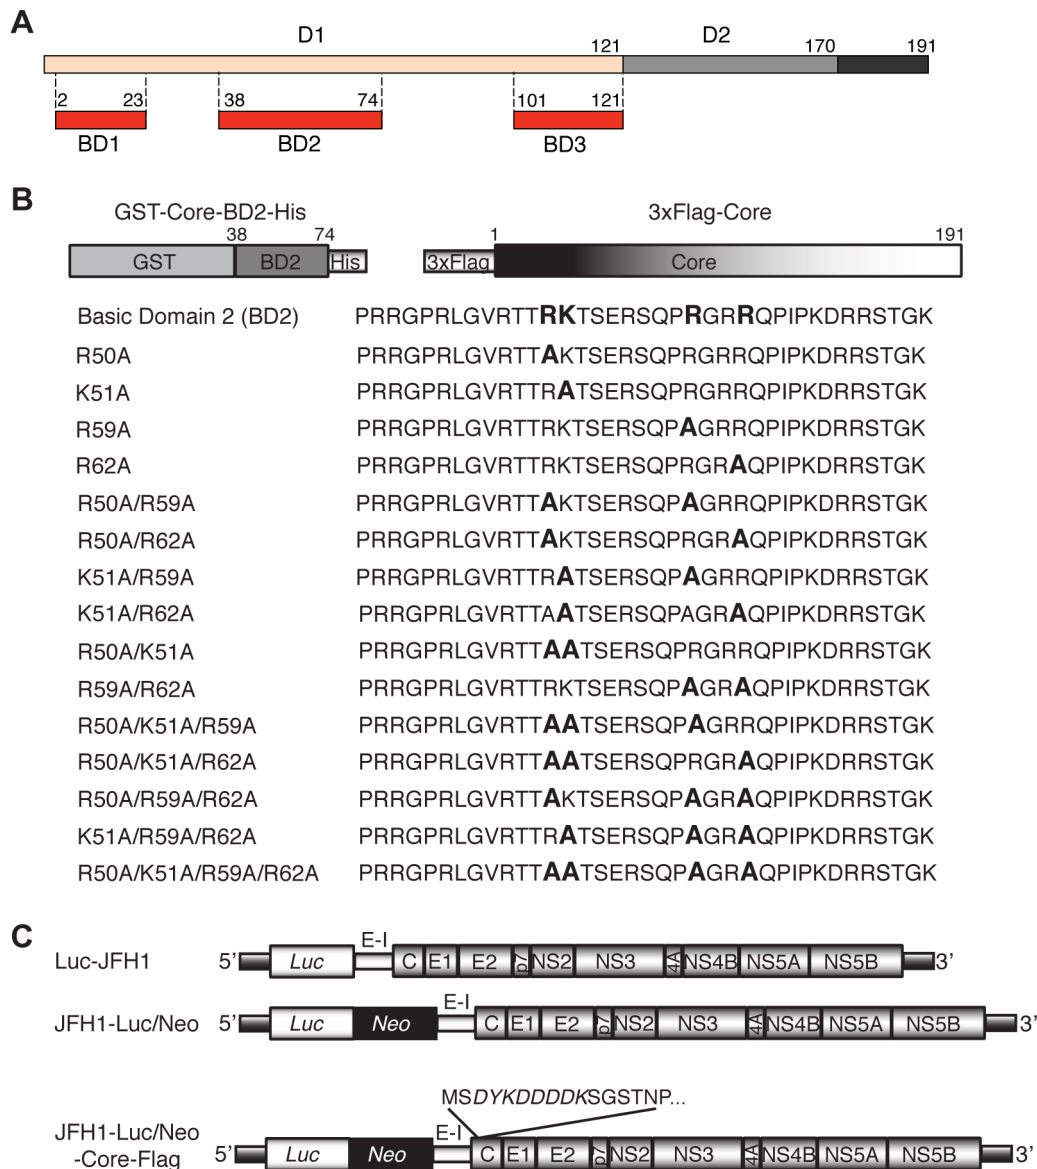 A
D1
121
D2
170
191
2 23
38 74
101 121
BD1
BD2
BD3
B
GST-Core-BD2-His
38 74
GST BD2 His
3xFlag-Core
1 191
3xFlag Core
Basic Domain 2 (BD2) PRRGPRLGVRTTRKTSERSQPRGRRQPIPKDRRSTGK
R50A PRRGPRLGVRTTAKTSERSQPRGRRQPIPKDRRSTGK
K51A PRRGPRLGVRTTRATSERSQPRGRRQPIPKDRRSTGK
R59A PRRGPRLGVRTTRKTSERSQPAGRRQPIPKDRRSTGK
R62A PRRGPRLGVRTTRKTSERSQPRGRAQPIPKDRRSTGK
R50A/R59A PRRGPRLGVRTTAKTSERSQPAGRRQPIPKDRRSTGK
R50A/R62A PRRGPRLGVRTTAKTSERSQPRGRAQPIPKDRRSTGK
K51A/R59A PRRGPRLGVRTTRATSERSQPAGRRQPIPKDRRSTGK
K51A/R62A PRRGPRLGVRTTAATSERSQPAGRAQPIPKDRRSTGK
R50A/K51A PRRGPRLGVRTTAATSERSQPRGRRQPIPKDRRSTGK
R59A/R62A PRRGPRLGVRTTRKTSERSQPAGRAQPIPKDRRSTGK
R50A/K51A/R59A PRRGPRLGVRTTAATSERSQPAGRRQPIPKDRRSTGK
R50A/K51A/R62A PRRGPRLGVRTTAATSERSQPRGRAQPIPKDRRSTGK
R50A/R59A/R62A PRRGPRLGVRTTAKTSERSQPAGRAQPIPKDRRSTGK
K51A/R59A/R62A PRRGPRLGVRTTRATSERSQPAGRAQPIPKDRRSTGK
R50A/K51A/R59A/R62A PRRGPRLGVRTTAATSERSQPAGRAQPIPKDRRSTGK
C
Luc-JFH1 5’ Luc E-I C E1 E2 p7 NS2 NS3 4A NS4B NS5A NS5B 3’
JFH1-Luc/Neo 5’ Luc Neo E-I C E1 E2 p7 NS2 NS3 4A NS4B NS5A NS5B 3’
MSDYKDDDDKSGSTNP...
JFH1-Luc/Neo
-Core-Flag 5’ Luc Neo E-I C E1 E2 p7 NS2 NS3 4A NS4B NS5A NS5B 3’